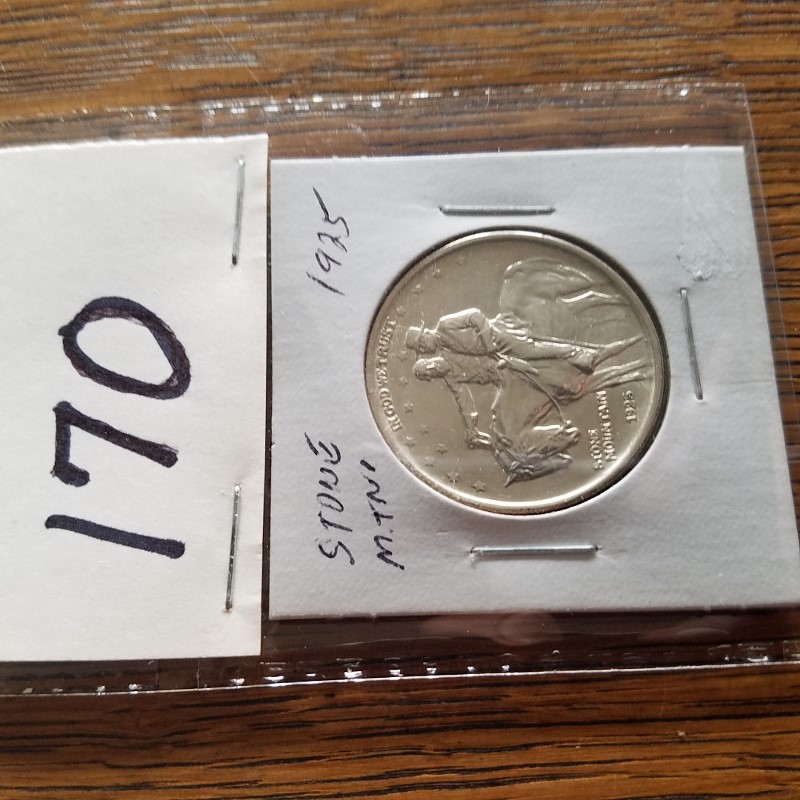 170
1925
STONE
M.TN'
IN GOD WE TRUST
STONE
MOUNTAIN
1925